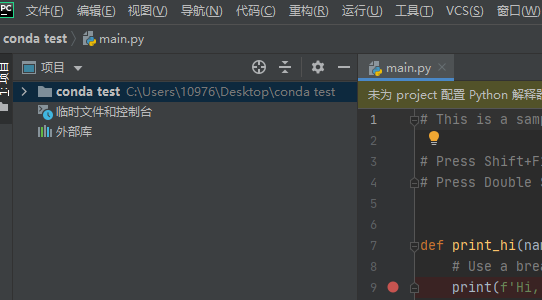 PC 文件(F) 编辑(E) 视图(V) 导航(N) 代码(C) 重构(R) 运行(U) 工具(T) VCS(S) 窗口(W)
conda test main.py
项目
main.py
conda test C:\Users\10976\Desktop\conda test
临时文件和控制台
外部库
未为 project 配置 Python 解释器
1 # This is a samp
2
3 # Press Shift+F
4 # Press Double S
5
6
7 def print_hi(nam
8 # Use a brea
9 print(f'Hi,